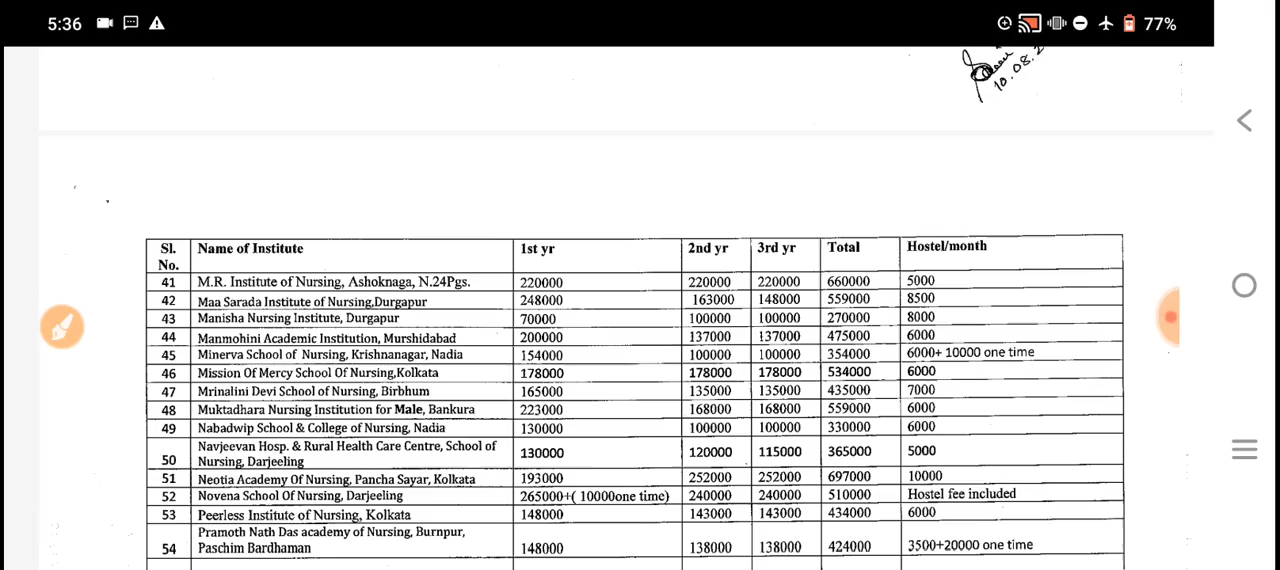 5:36 77%
10.08.2
Sl. No. Name of Institute 1st yr 2nd yr 3rd yr Total Hostel/month
41 M.R. Institute of Nursing, Ashoknaga, N.24Pgs. 220000 220000 220000 660000 5000
42 Maa Sarada Institute of Nursing,Durgapur 248000 163000 148000 559000 8500
43 Manisha Nursing Institute, Durgapur 70000 100000 100000 270000 8000
44 Manmohini Academic Institution, Murshidabad 200000 137000 137000 475000 6000
45 Minerva School of Nursing, Krishnanagar, Nadia 154000 100000 100000 354000 6000+ 10000 one time
46 Mission Of Mercy School Of Nursing,Kolkata 178000 178000 178000 534000 6000
47 Mrinalini Devi School of Nursing, Birbhum 165000 135000 135000 435000 7000
48 Muktadhara Nursing Institution for Male, Bankura 223000 168000 168000 559000 6000
49 Nabadwip School & College of Nursing, Nadia 130000 100000 100000 330000 6000
50 Navjeevan Hosp. & Rural Health Care Centre, School of
Nursing, Darjeeling 130000 120000 115000 365000 5000
51 Neotia Academy Of Nursing, Pancha Sayar, Kolkata 193000 252000 252000 697000 10000
52 Novena School Of Nursing, Darjeeling 265000+( 10000one time) 240000 240000 510000 Hostel fee included
53 Peerless Institute of Nursing, Kolkata 148000 143000 143000 434000 6000
54 Pramoth Nath Das academy of Nursing, Burnpur,
Paschim Bardhaman 148000 138000 138000 424000 3500+20000 one time